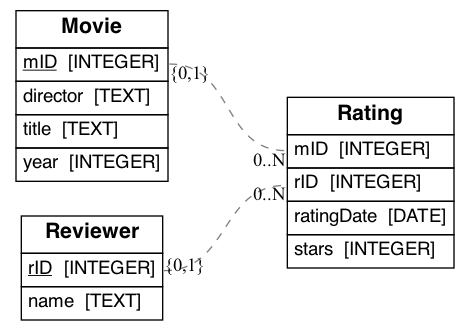 Movie
mID [INTEGER]
director [TEXT]
title [TEXT]
year [INTEGER]
{0,1}
Rating
mID [INTEGER]
0..N
rID [INTEGER]
0..N
ratingDate [DATE]
stars [INTEGER]
Reviewer
rID [INTEGER]
{0,1}
name [TEXT]